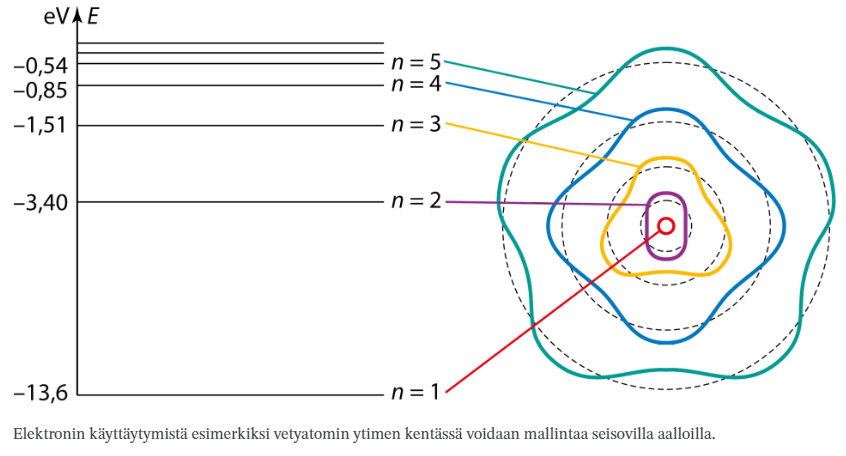 eV E
−0,54
−0,85
−1,51
−3,40
−13,6
n = 5
n = 4
n = 3
n = 2
n = 1
Elektronin käyttäytymistä esimerkiksi vetyatomin ytimen kentässä voidaan mallintaa seisovilla aalloilla.